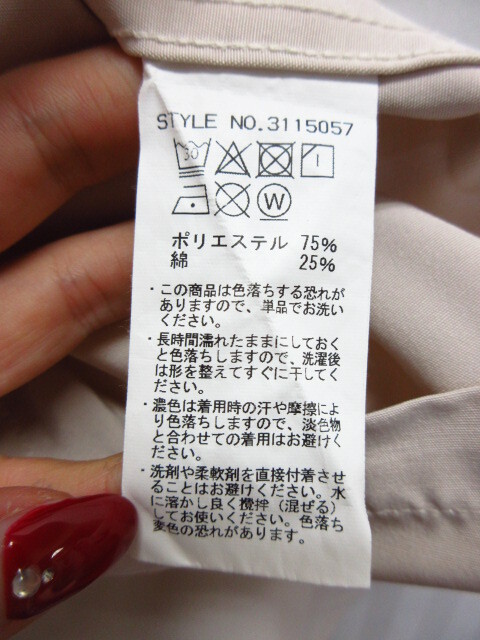 STYLE NO.3115057
30
W
ポリエステル 75%
綿 25%
・この商品は色落ちする恐れが
ありますので、単品でお洗い
ください。
・長時間濡れたままにしておく
と色落ちしますので、洗濯後
は形を整えてすぐに干してく
ださい。
・濃色は着用時の汗や摩擦によ
り色落ちしますので、淡色物
と合わせての着用はお避けく
ださい。
・洗剤や柔軟剤を直接付着させ
ることはお避けください。水
に溶かし良く攪拌(混ぜる)
してお使いください。色落ち
変色の恐れがあります。